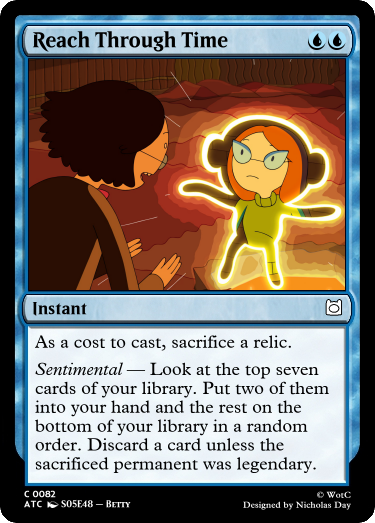 Reach Through Time
Instant
As a cost to cast, sacrifice a relic.
Sentimental — Look at the top seven
cards of your library. Put two of them
into your hand and the rest on the
bottom of your library in a random
order. Discard a card unless the
sacrificed permanent was legendary.
C 0082
© WotC
ATC S05E48 — Betty
Designed by Nicholas Day